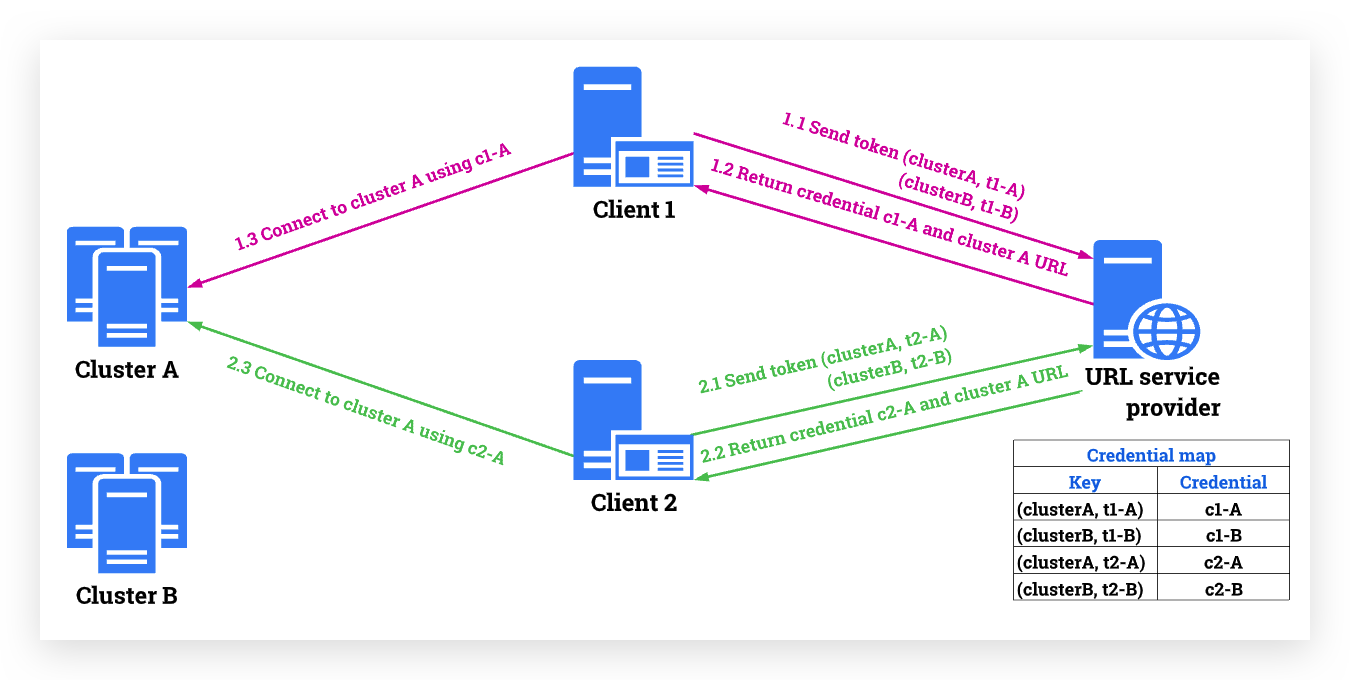 1.1 Send token (clusterA, t1-A)
(clusterB, t1-B)
1.2 Return credential c1-A and cluster A URL
1.3 Connect to cluster A using c1-A
Client 1
Cluster A
2.1 Send token (clusterA, t2-A)
(clusterB, t2-B)
2.2 Return credential c2-A and cluster A URL
2.3 Connect to cluster A using c2-A
Client 2
URL service
provider
Cluster B
Credential map
Key Credential
(clusterA, t1-A) c1-A
(clusterB, t1-B) c1-B
(clusterA, t2-A) c2-A
(clusterB, t2-B) c2-B